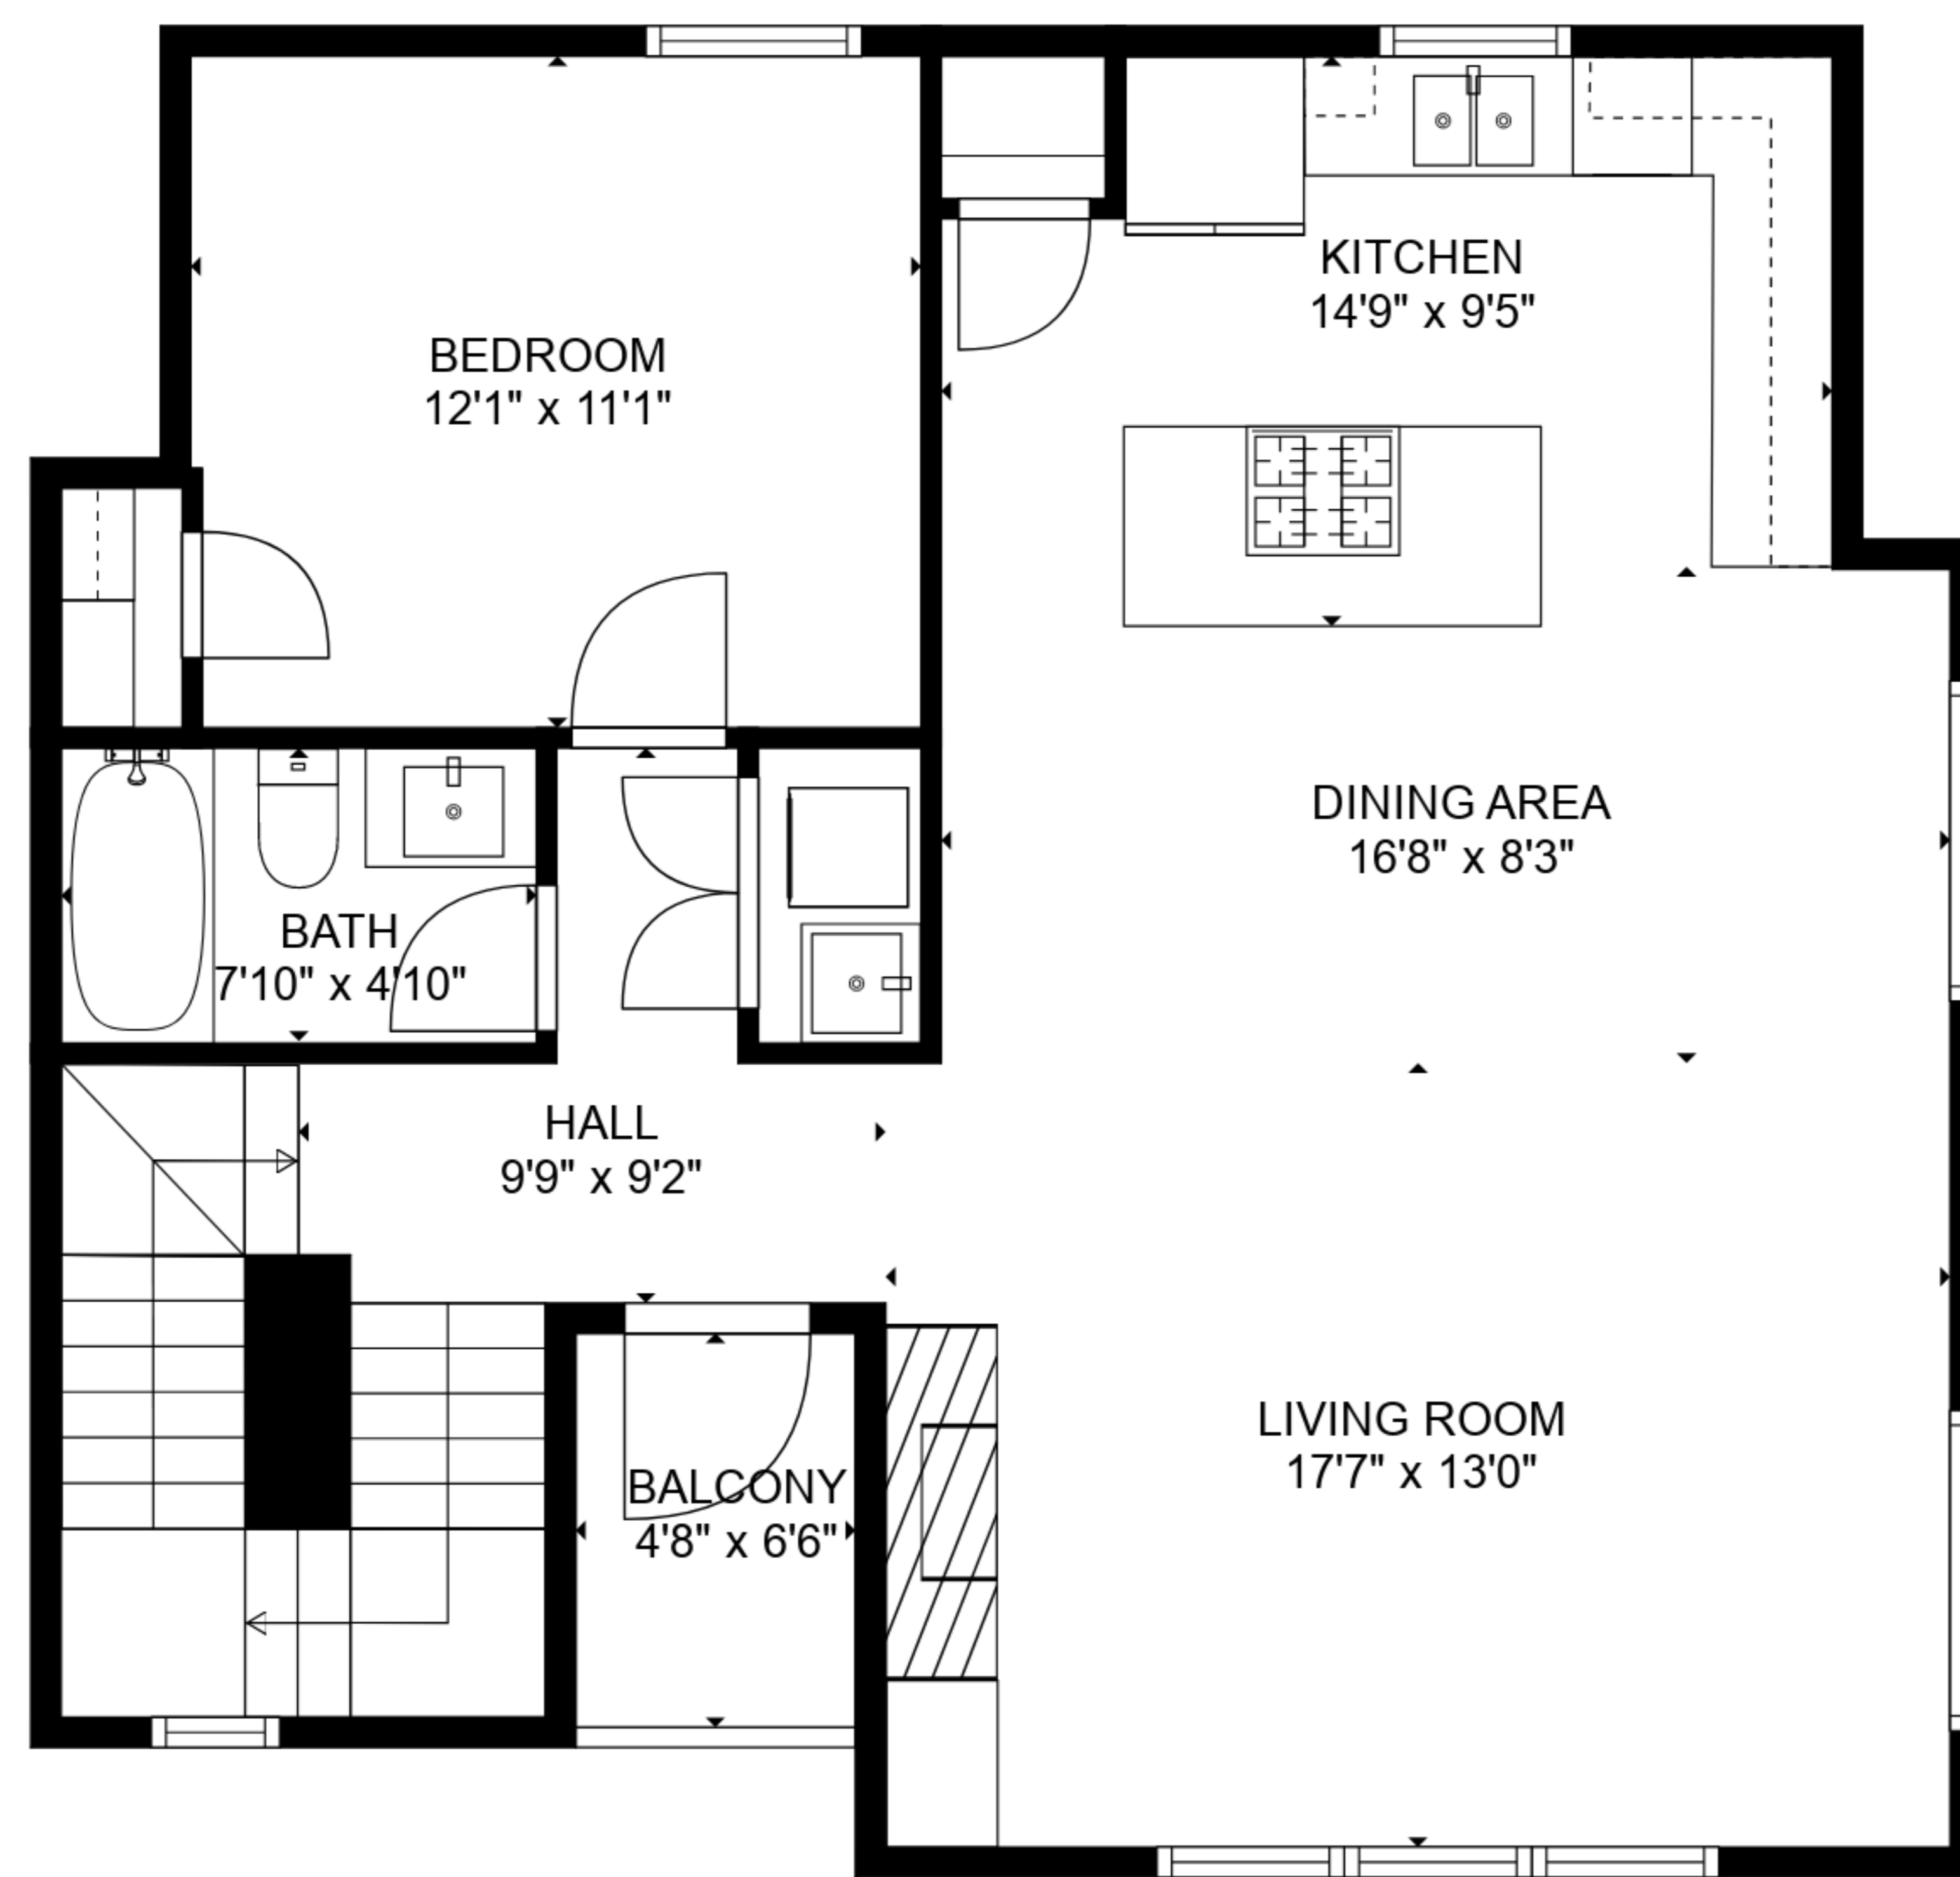 KITCHEN
14'9" x 9'5"
BEDROOM
12'1" x 11'1"
DINING AREA
16'8" x 8'3"
BATH
7'10" x 4'10"
HALL
9'9" x 9'2"
LIVING ROOM
17'7" x 13'0"
BALCONY
4'8" x 6'6"